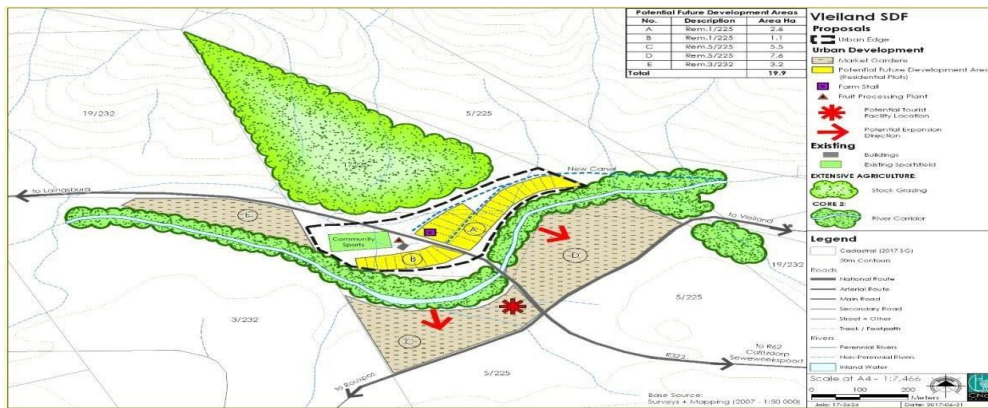 Potential Future Development Areas
No. Description Area Ha
A Rem.1/225 2.6
B Rem.1/225 1.1
C Rem.5/225 5.5
D Rem.5/225 7.6
E Rem.3/232 3.2
Total 19.9
Vleiland SDF
Proposals
Urban Edge
Urban Development
Market Gardens
Potential Future Development Area
(Residential Plots)
Farm Stall
Fruit Processing Plant
Potential Tourist
Facility Location
Potential Expansion
Direction
Existing
Buildings
Existing Sportsfield
EXTENSIVE AGRICULTURE:
Stock Grazing
CORE 2:
River Corridor
Legend
Cadastral (2017 SG)
20m Contours
Roads
National Route
Arterial Route
Main Road
Secondary Road
Street + Other
Track / Footpath
Rivers
Perennial Rivers
Non-Perennial Rivers
Inland Water
Scale at A4 - 1:7,466
0 100 200
Meters
Job: 17-2626 Date: 2017-06-21
19/232
5/225
New Canal
to Laingsburg
to Vleiland
E
Community
Sports
A
B
D
19/232
3/232
5/225
C
R323
to R62
Calitzdorp
Seweweekspoort
to Rouxpos
5/225
Base Source:
Surveys + Mapping (2007 - 1:50 000)